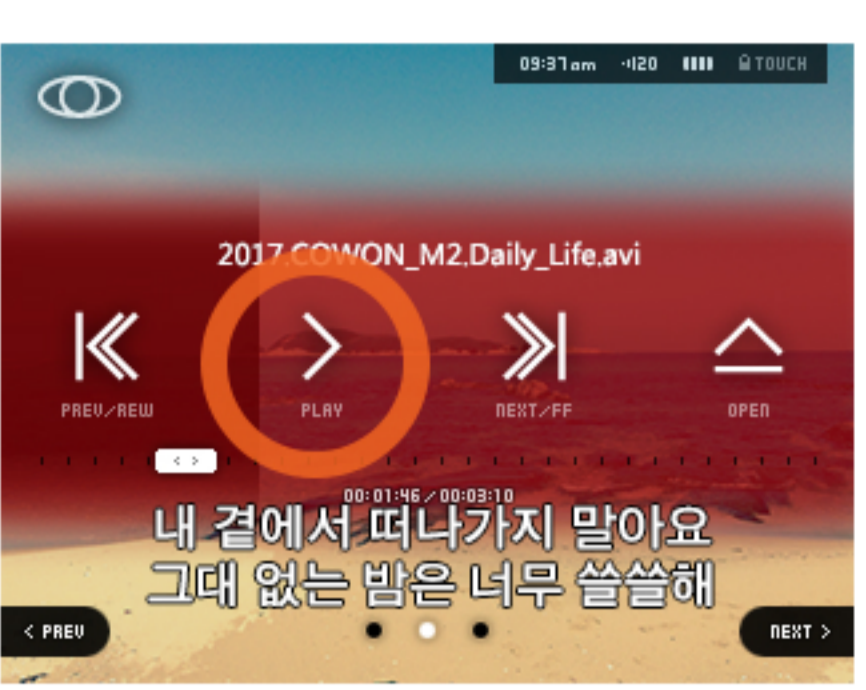 09:37am 20 TOUCH
2017.COWON_M2.Daily_Life.avi
PREV/REW PLAY NEXT/FF OPEN
00:01:46/00:03:10
내 곁에서 떠나가지 말아요
그대 없는 밤은 너무 쓸쓸해
< PREV NEXT >